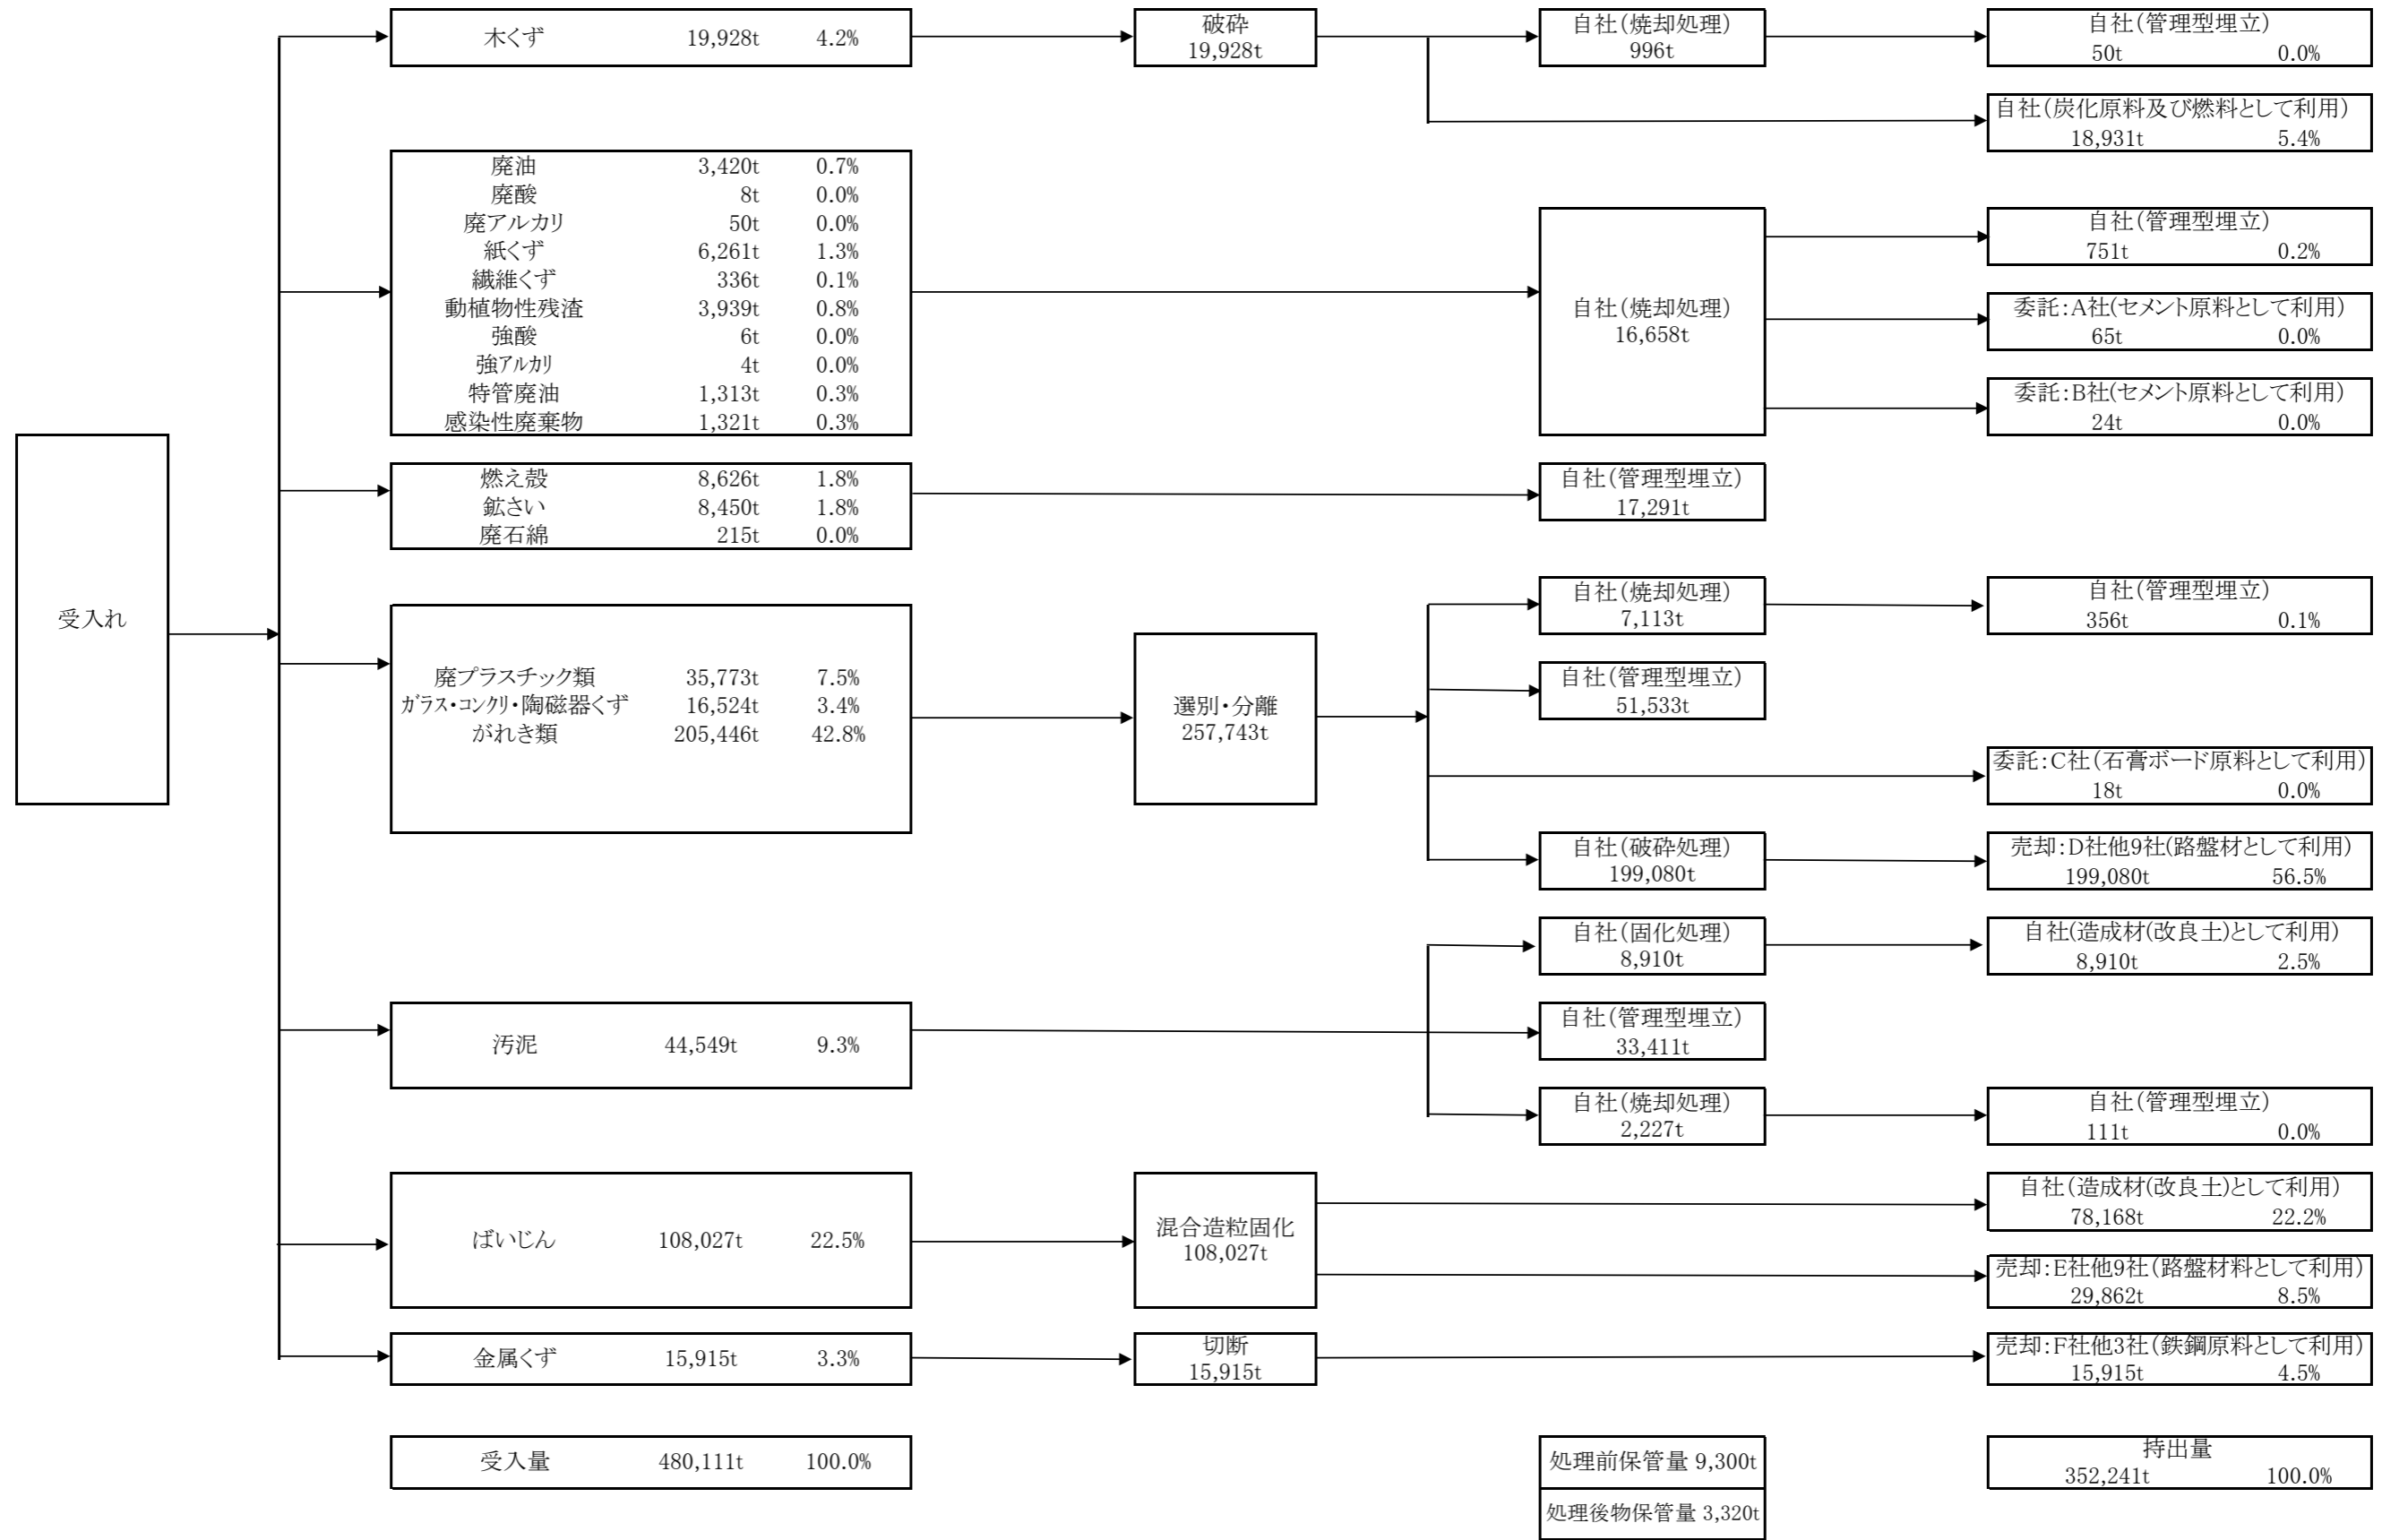 受入れ
木くず 19,928t 4.2%
破砕
19,928t
自社(焼却処理)
996t
自社(管理型埋立)
50t 0.0%
自社(炭化原料及び燃料として利用)
18,931t 5.4%
廃油 3,420t 0.7%
廃酸 8t 0.0%
廃アルカリ 50t 0.0%
紙くず 6,261t 1.3%
繊維くず 336t 0.1%
動植物性残渣 3,939t 0.8%
強酸 6t 0.0%
強アルカリ 4t 0.0%
特管廃油 1,313t 0.3%
感染性廃棄物 1,321t 0.3%
自社(焼却処理)
16,658t
自社(管理型埋立)
751t 0.2%
委託:A社(セメント原料として利用)
65t 0.0%
委託:B社(セメント原料として利用)
24t 0.0%
燃え殻 8,626t 1.8%
鉱さい 8,450t 1.8%
廃石綿 215t 0.0%
自社(管理型埋立)
17,291t
廃プラスチック類 35,773t 7.5%
ガラス・コンクリ・陶磁器くず 16,524t 3.4%
がれき類 205,446t 42.8%
選別・分離
257,743t
自社(焼却処理)
7,113t
自社(管理型埋立)
356t 0.1%
自社(管理型埋立)
51,533t
委託:C社(石膏ボード原料として利用)
18t 0.0%
自社(破砕処理)
199,080t
売却:D社他9社(路盤材として利用)
199,080t 56.5%
汚泥 44,549t 9.3%
自社(固化処理)
8,910t
自社(造成材(改良土)として利用)
8,910t 2.5%
自社(管理型埋立)
33,411t
自社(焼却処理)
2,227t
自社(管理型埋立)
111t 0.0%
ばいじん 108,027t 22.5%
混合造粒固化
108,027t
自社(造成材(改良土)として利用)
78,168t 22.2%
売却:E社他9社(路盤材料として利用)
29,862t 8.5%
金属くず 15,915t 3.3%
切断
15,915t
売却:F社他3社(鉄鋼原料として利用)
15,915t 4.5%
受入量 480,111t 100.0%
処理前保管量 9,300t
処理後物保管量 3,320t
持出量
352,241t 100.0%